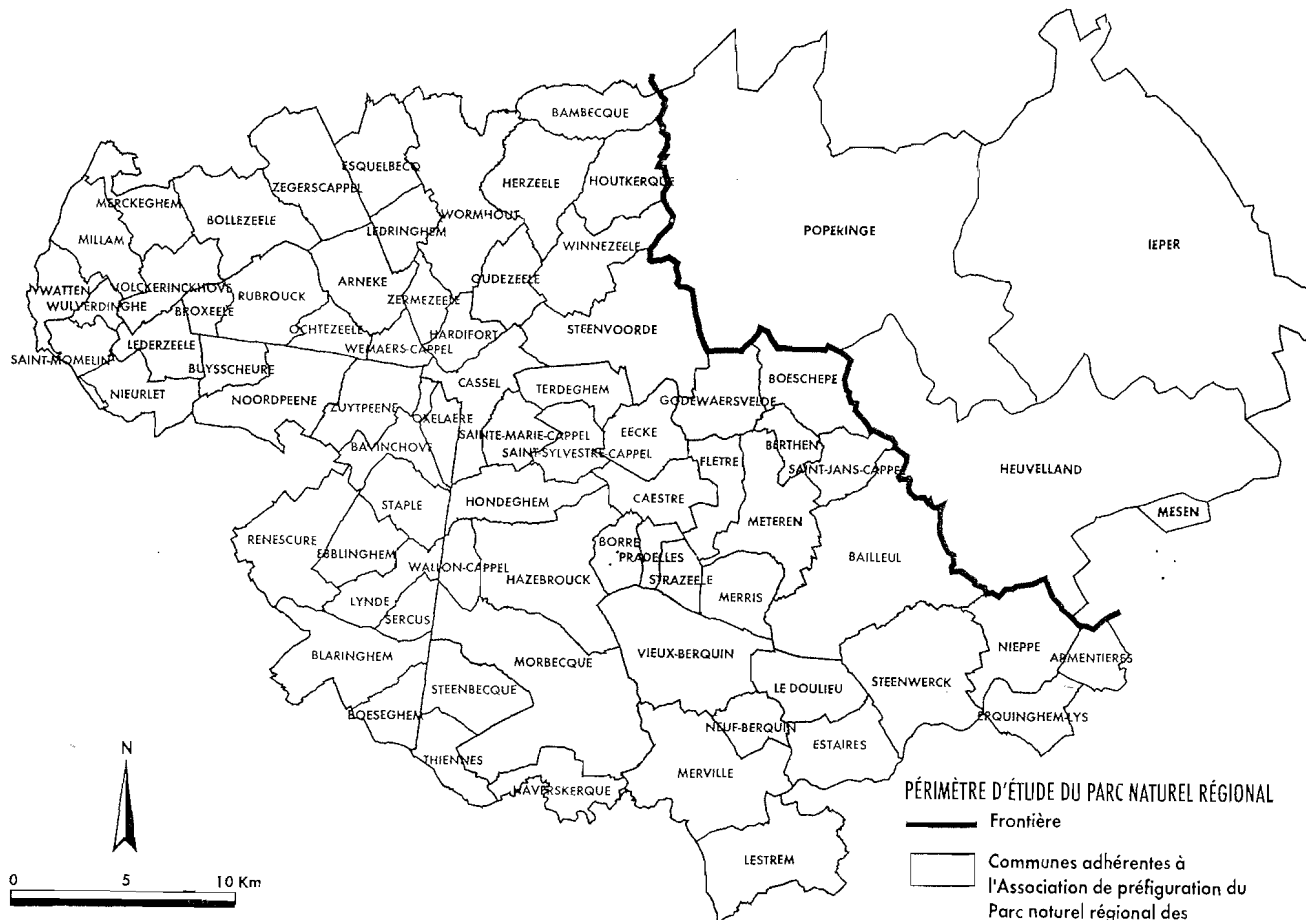 BAMBECQUE
ESQUELBECQ
ZEGERSCAPPEL
HERZEELE
HOUTKERQUE
MERCKEGHEM
BOLLEZEELE
WORMHOUT
LEDRINGHEM
MILLAM
WINNEZEELE
POPERINGE
IEPER
WATTEN
VOLCKERINCKHOVE
WULVERDINGHE
BROXEELE
RUBROUCK
ARNEKE
ZERMEZEELE
OUDEZEELE
OCHTEZEELE
HARDIFORT
STEENVOORDE
WEMAERS-CAPPEL
LEDERZEELE
SAINT-MOMELIN
BUYSSCHEURE
CASSEL
TERDEGHEM
BOESCHEPE
NIEURLET
NOORDPEENE
ZUYTPEENE
OXELAERE
GODEWAERSVELDE
SAINTE-MARIE-CAPPEL
EECKE
BAVINCHOVE
SAINT SYLVESTRE-CAPPEL
BERTHEN
FLETRE
SAINT-JANS-CAPPEL
HEUVELLAND
STAPLE
HONDEGHEM
CAESTRE
METEREN
MESEN
RENESCURE
EBBLINGHEM
BORRE
PRADELLES
BAILLEUL
WALLON-CAPPEL
HAZEBROUCK
STRAZEELE
MERRIS
LYNDE
SERCUS
BLARINGHEM
MORBECQUE
VIEUX-BERQUIN
NIEPPE
ARMENTIERES
STEENBECQUE
LE DOULIEU
STEENWERCK
BOESEGHEM
NEUF-BERQUIN
ERQUINGHEM-LYS
THIENNES
ESTAIRES
MERVILLE
HAVERSKERQUE
LESTREM
N
0 5 10 Km
PÉRIMÈTRE D'ÉTUDE DU PARC NATUREL RÉGIONAL
Frontière
Communes adhérentes à
l'Association de préfiguration du
Parc naturel régional des